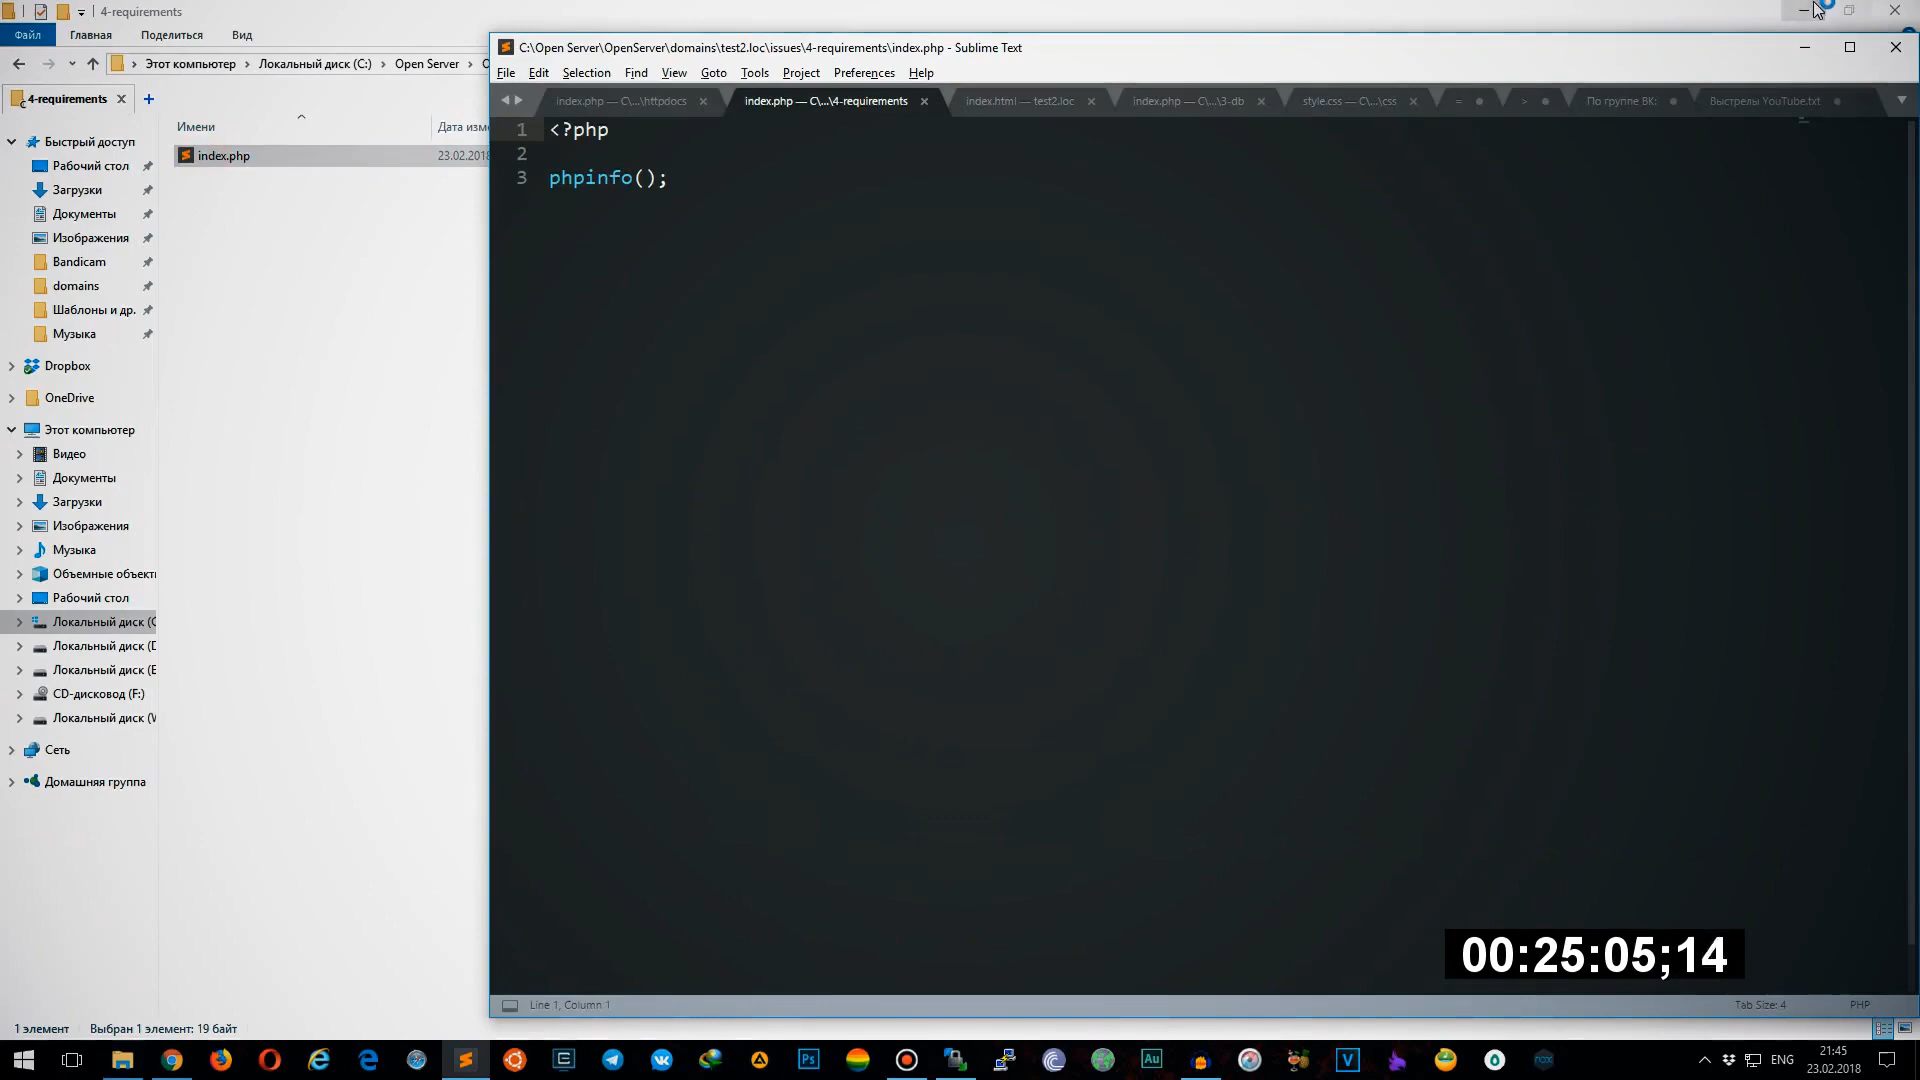 4-requirements
Файл Главная Поделиться Вид
Этот компьютер Локальный диск (C:) Open Server
4-requirements
Имени Дата изме
index.php 23.02.2018
Быстрый доступ
Рабочий стол
Загрузки
Документы
Изображения
Bandicam
domains
Шаблоны и др.
Музыка
Dropbox
OneDrive
Этот компьютер
Видео
Документы
Загрузки
Изображения
Музыка
Объемные объект
Рабочий стол
Локальный диск (C
Локальный диск (D
Локальный диск (E
CD-дисковод (F:)
Локальный диск (
Сеть
Домашняя группа
1 элемент Выбран 1 элемент: 19 байт
C:\Open Server\OpenServer\domains\test2.loc\issues\4-requirements\index.php - Sublime Text
File Edit Selection Find View Goto Tools Project Preferences Help
index.php — C\...\httpdocs index.php — C\...\4-requirements index.html — test2.loc index.php — C\...\3-db style.css — C\...\css = > По группе ВК: Выстрелы YouTube.txt
1 <?php
2
3 phpinfo();
00:25:05;14
Line 1, Column 1 Tab Size: 4 PHP
Ps Au
ENG
21:45
23.02.2018